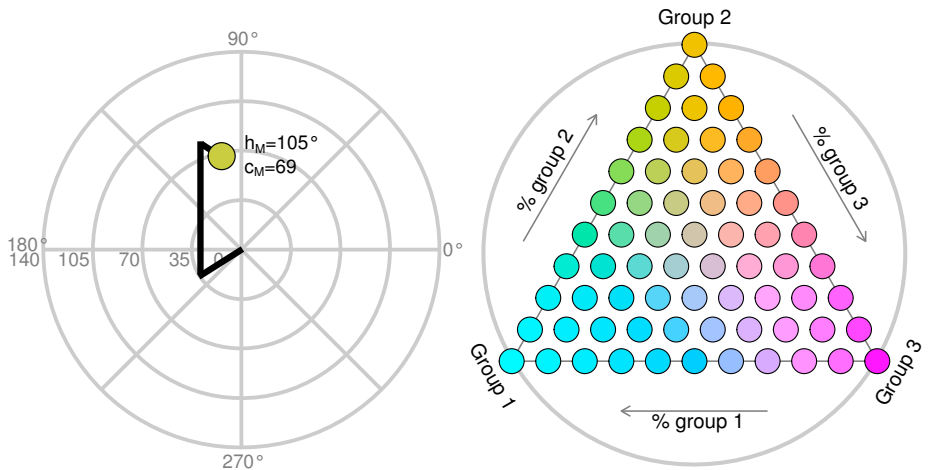 90°
h_M=105°
c_M=69
180°
0°
140 105 70 35 0
270°
Group 2
% group 2
% group 3
Group 1
Group 3
% group 1